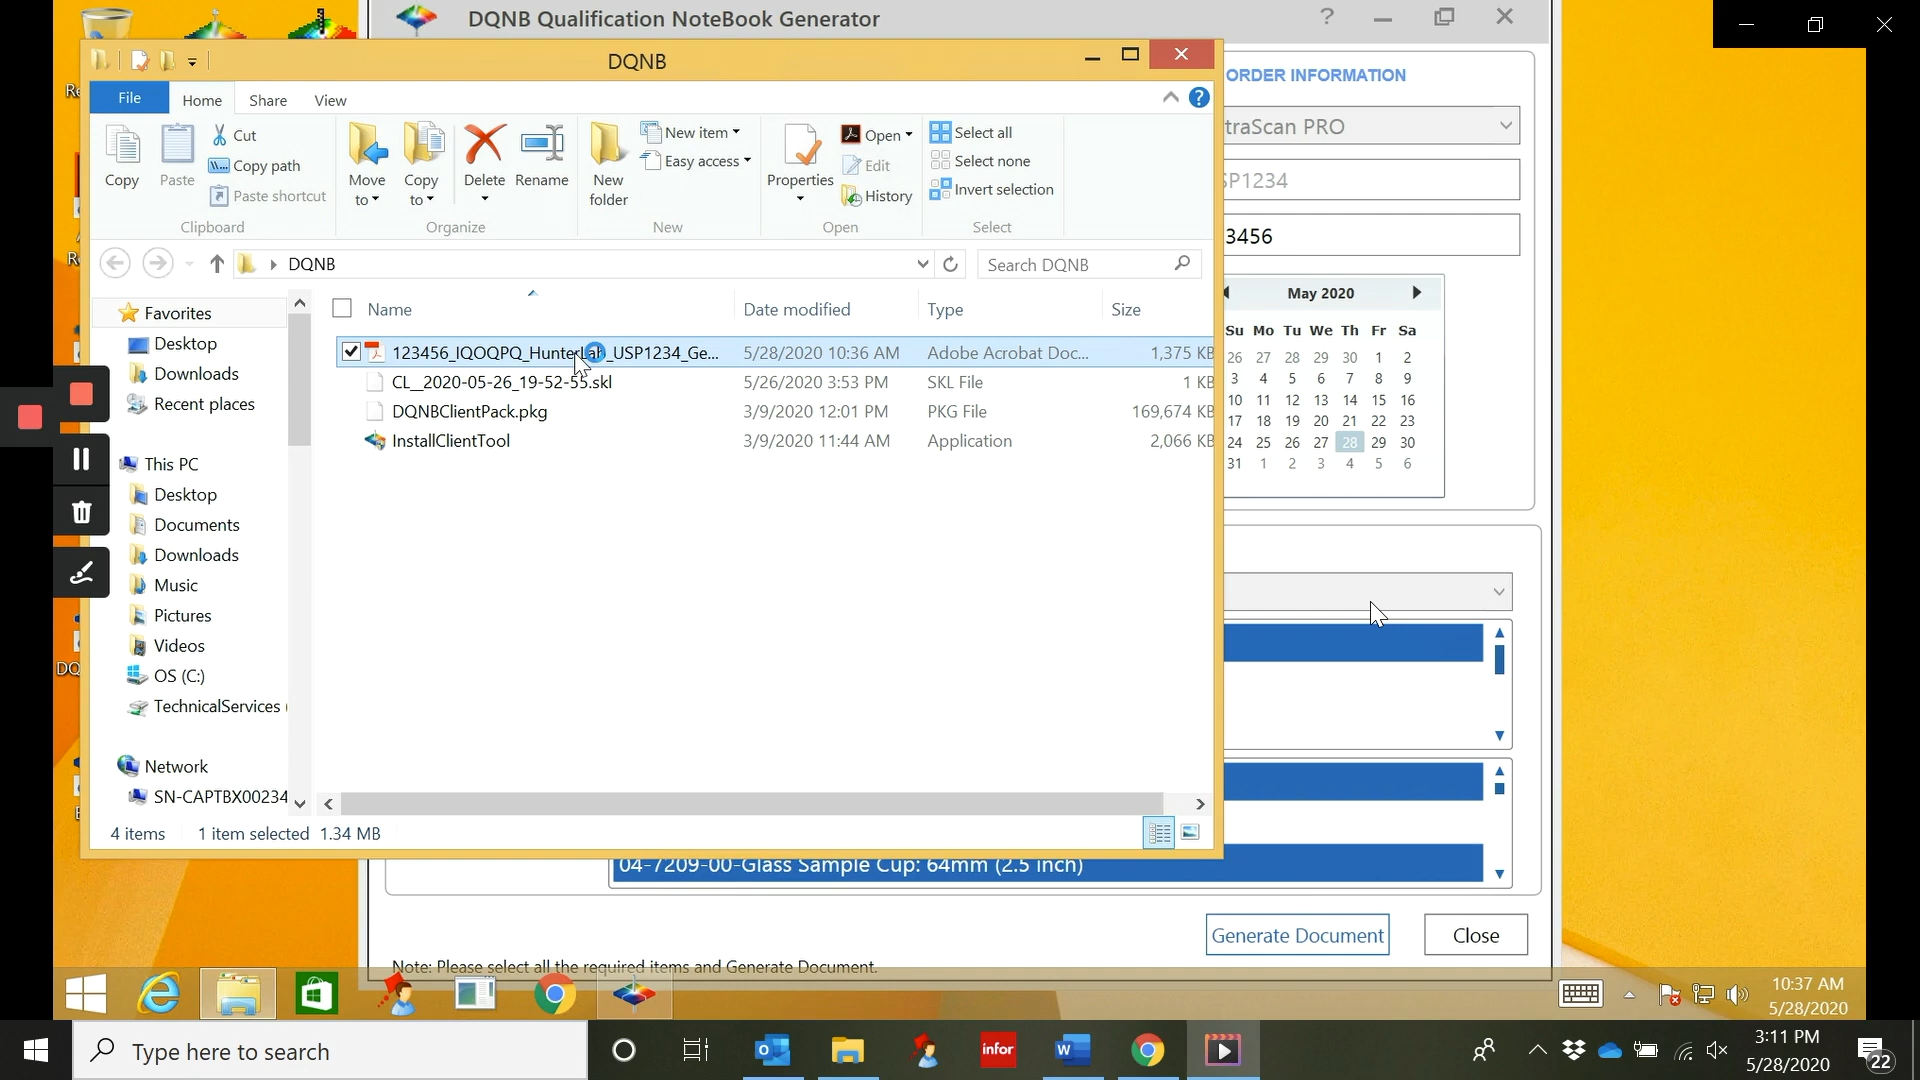 DQNB Qualification NoteBook Generator
DQNB
File
Home
Share
View
Copy
Paste
Cut
Copy path
Paste shortcut
Clipboard
Move to
Copy to
Delete
Rename
Organize
New folder
New item
Easy access
New
Properties
Open
Edit
History
Open
Select all
Select none
Invert selection
Select
DQNB
Search DQNB
Favorites
Desktop
Downloads
Recent places
This PC
Desktop
Documents
Downloads
Music
Pictures
Videos
OS (C:)
TechnicalServices (
Network
SN-CAPTBX00234
Name Date modified Type Size
123456_IQOQPQ_HunterLab_USP1234_Ge... 5/28/2020 10:36 AM Adobe Acrobat Doc... 1,375 KB
CL__2020-05-26_19-52-55.skl 5/26/2020 3:53 PM SKL File 1 KB
DQNBClientPack.pkg 3/9/2020 12:01 PM PKG File 169,674 KB
InstallClientTool 3/9/2020 11:44 AM Application 2,066 KB
4 items 1 item selected 1.34 MB
ORDER INFORMATION
traScan PRO
SP1234
3456
May 2020
Su Mo Tu We Th Fr Sa
26 27 28 29 30 1 2
3 4 5 6 7 8 9
10 11 12 13 14 15 16
17 18 19 20 21 22 23
24 25 26 27 28 29 30
31 1 2 3 4 5 6
04-7209-00-Glass Sample Cup: 64mm (2.5 inch)
Generate Document
Close
Note: Please select all the required items and Generate Document.
10:37 AM
5/28/2020
Type here to search
infor
3:11 PM
5/28/2020
22